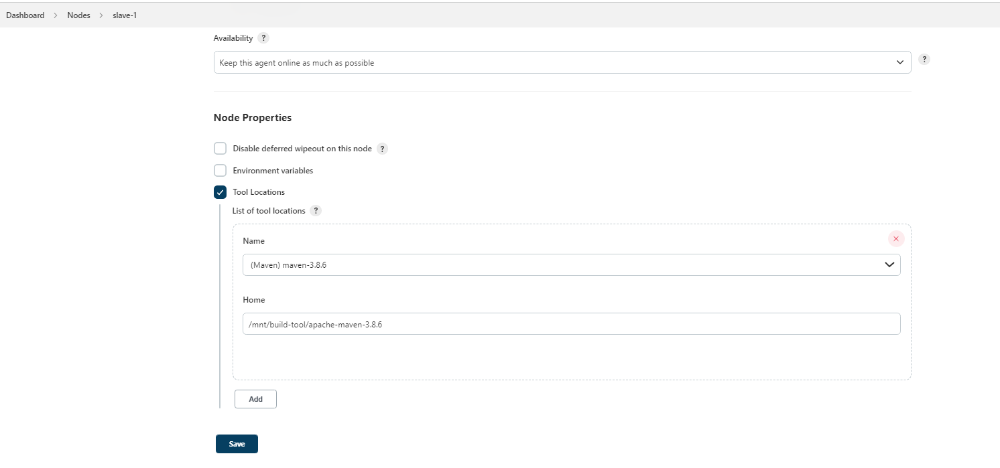 Dashboard > Nodes > slave-1
Availability ?
Keep this agent online as much as possible ?
Node Properties
Disable deferred wipeout on this node ?
Environment variables
Tool Locations
List of tool locations ?
Name
(Maven) maven-3.8.6
Home
/mnt/build-tool/apache-maven-3.8.6
Add
Save